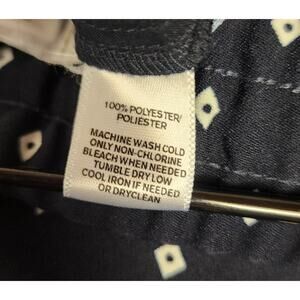 100% POLYESTER/
POLIÉSTER
MACHINE WASH COLD
ONLY NON-CHLORINE
BLEACH WHEN NEEDED
TUMBLE DRY LOW
COOL IRON IF NEEDED
OR DRYCLEAN